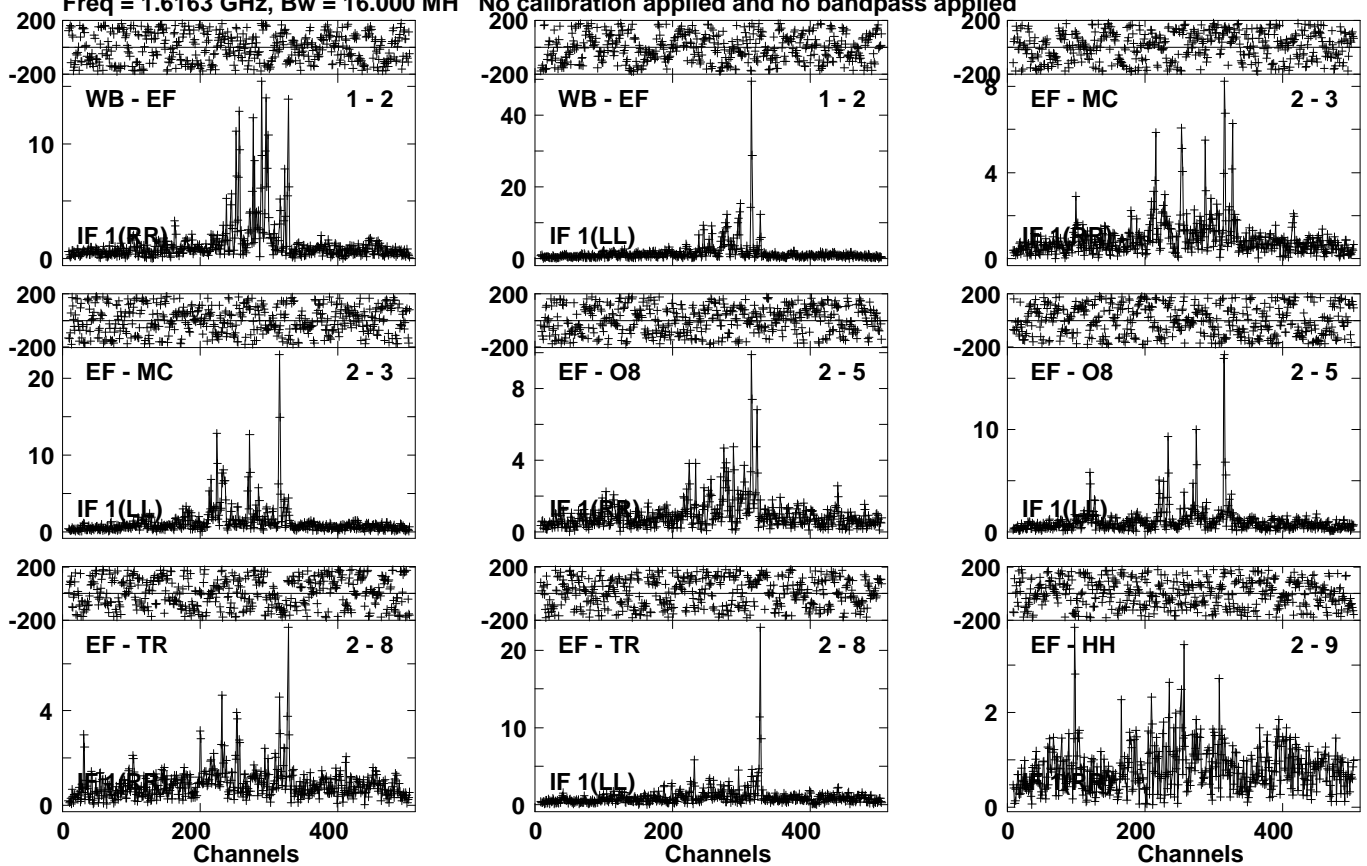 Freq = 1.6163 GHz, Bw = 16.000 MH No calibration applied and no bandpass applied
200 200 200
-200 -200 -200
WB - EF 1 - 2 WB - EF 1 - 2 EF - MC 2 - 3
8
40
10
20 4
IF 1(RR) IF 1(LL) IF 1(RR)
0 0 0
200 200 200
-200 -200 -200
EF - MC 2 - 3 EF - O8 2 - 5 EF - O8 2 - 5
20 8
10 4 10
IF 1(LL) IF 1(RR) IF 1(LL)
0 0 0
200 200 200
-200 -200 -200
EF - TR 2 - 8 EF - TR 2 - 8 EF - HH 2 - 9
20
4 10 2
IF 1(RR) IF 1(LL)
0 0 0
0 200 400 0 200 400 0 200 400
Channels Channels Channels